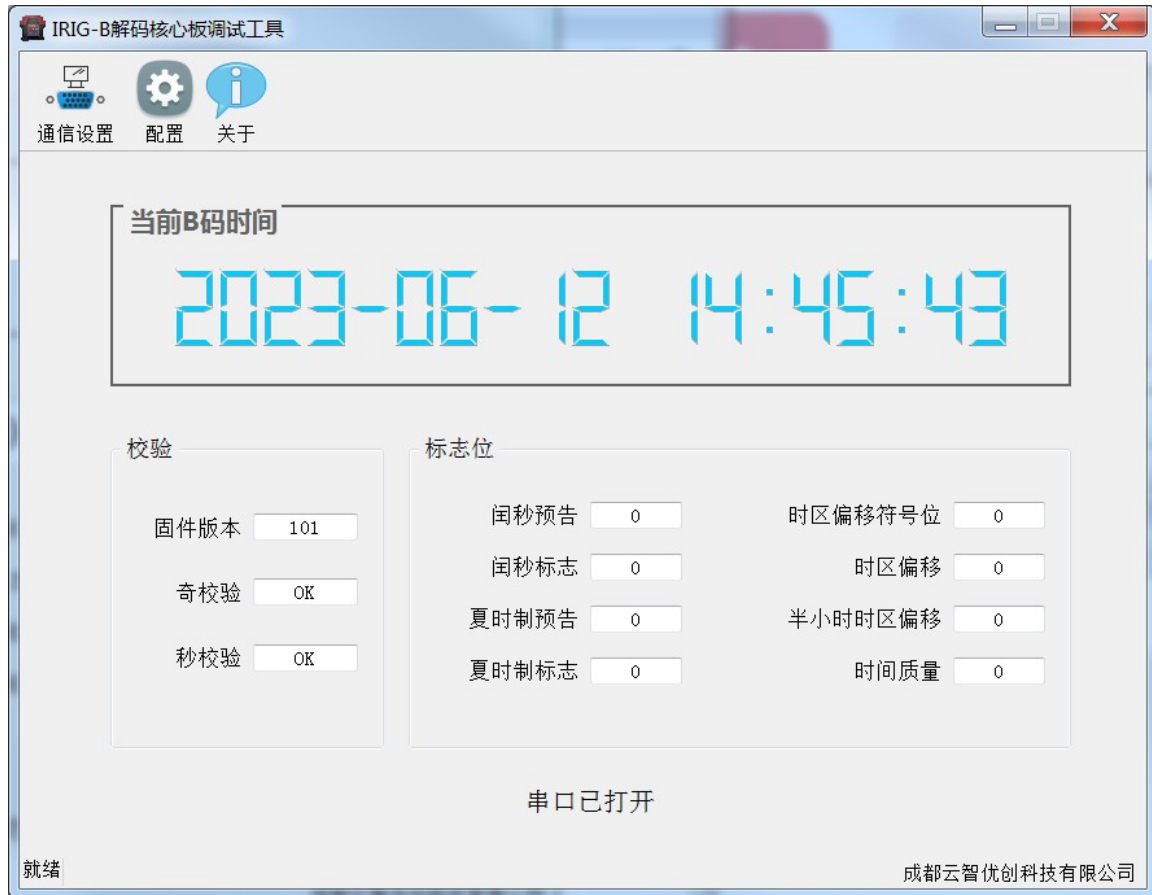 IRIG-B解码核心板调试工具
通信设置 配置 关于
当前B码时间
2023-06-12 14:45:43
校验
标志位
固件版本 101
奇校验 OK
秒校验 OK
闰秒预告 0 时区偏移符号位 0
闰秒标志 0 时区偏移 0
夏时制预告 0 半小时时区偏移 0
夏时制标志 0 时间质量 0
串口已打开
就绪
成都云智优创科技有限公司